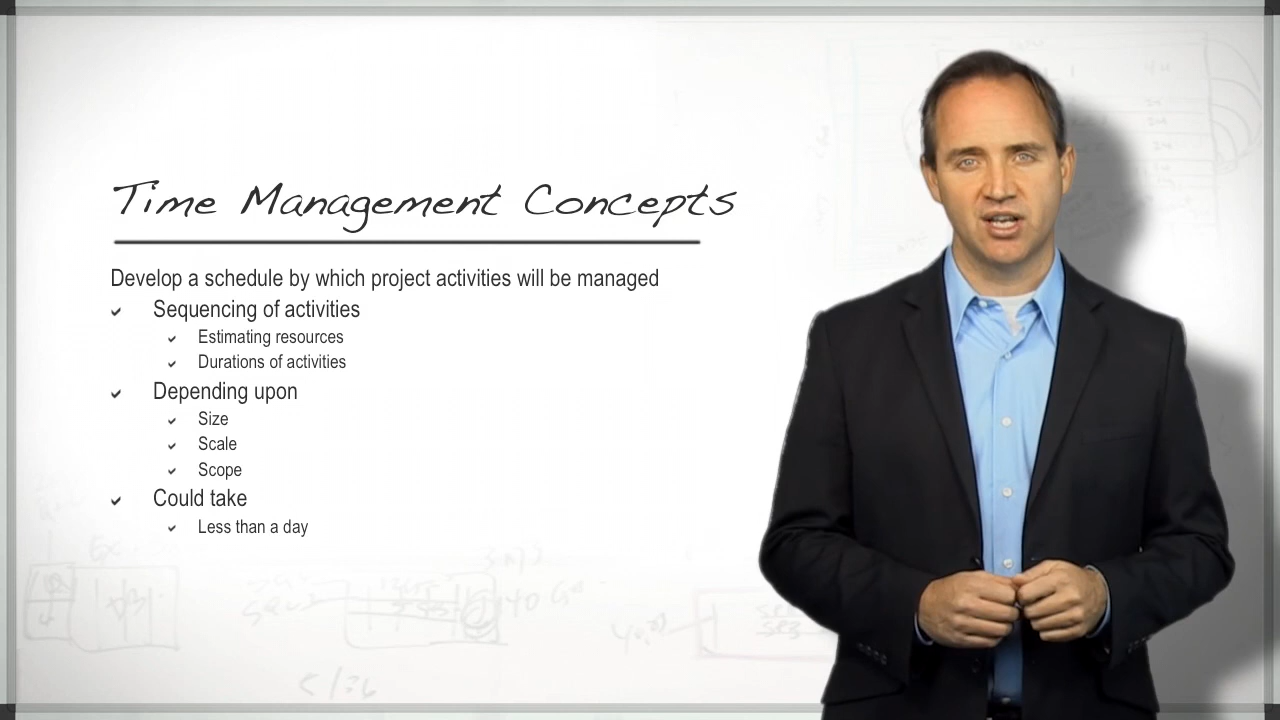 Time Management Concepts
Develop a schedule by which project activities will be managed
Sequencing of activities
Estimating resources
Durations of activities
Depending upon
Size
Scale
Scope
Could take
Less than a day